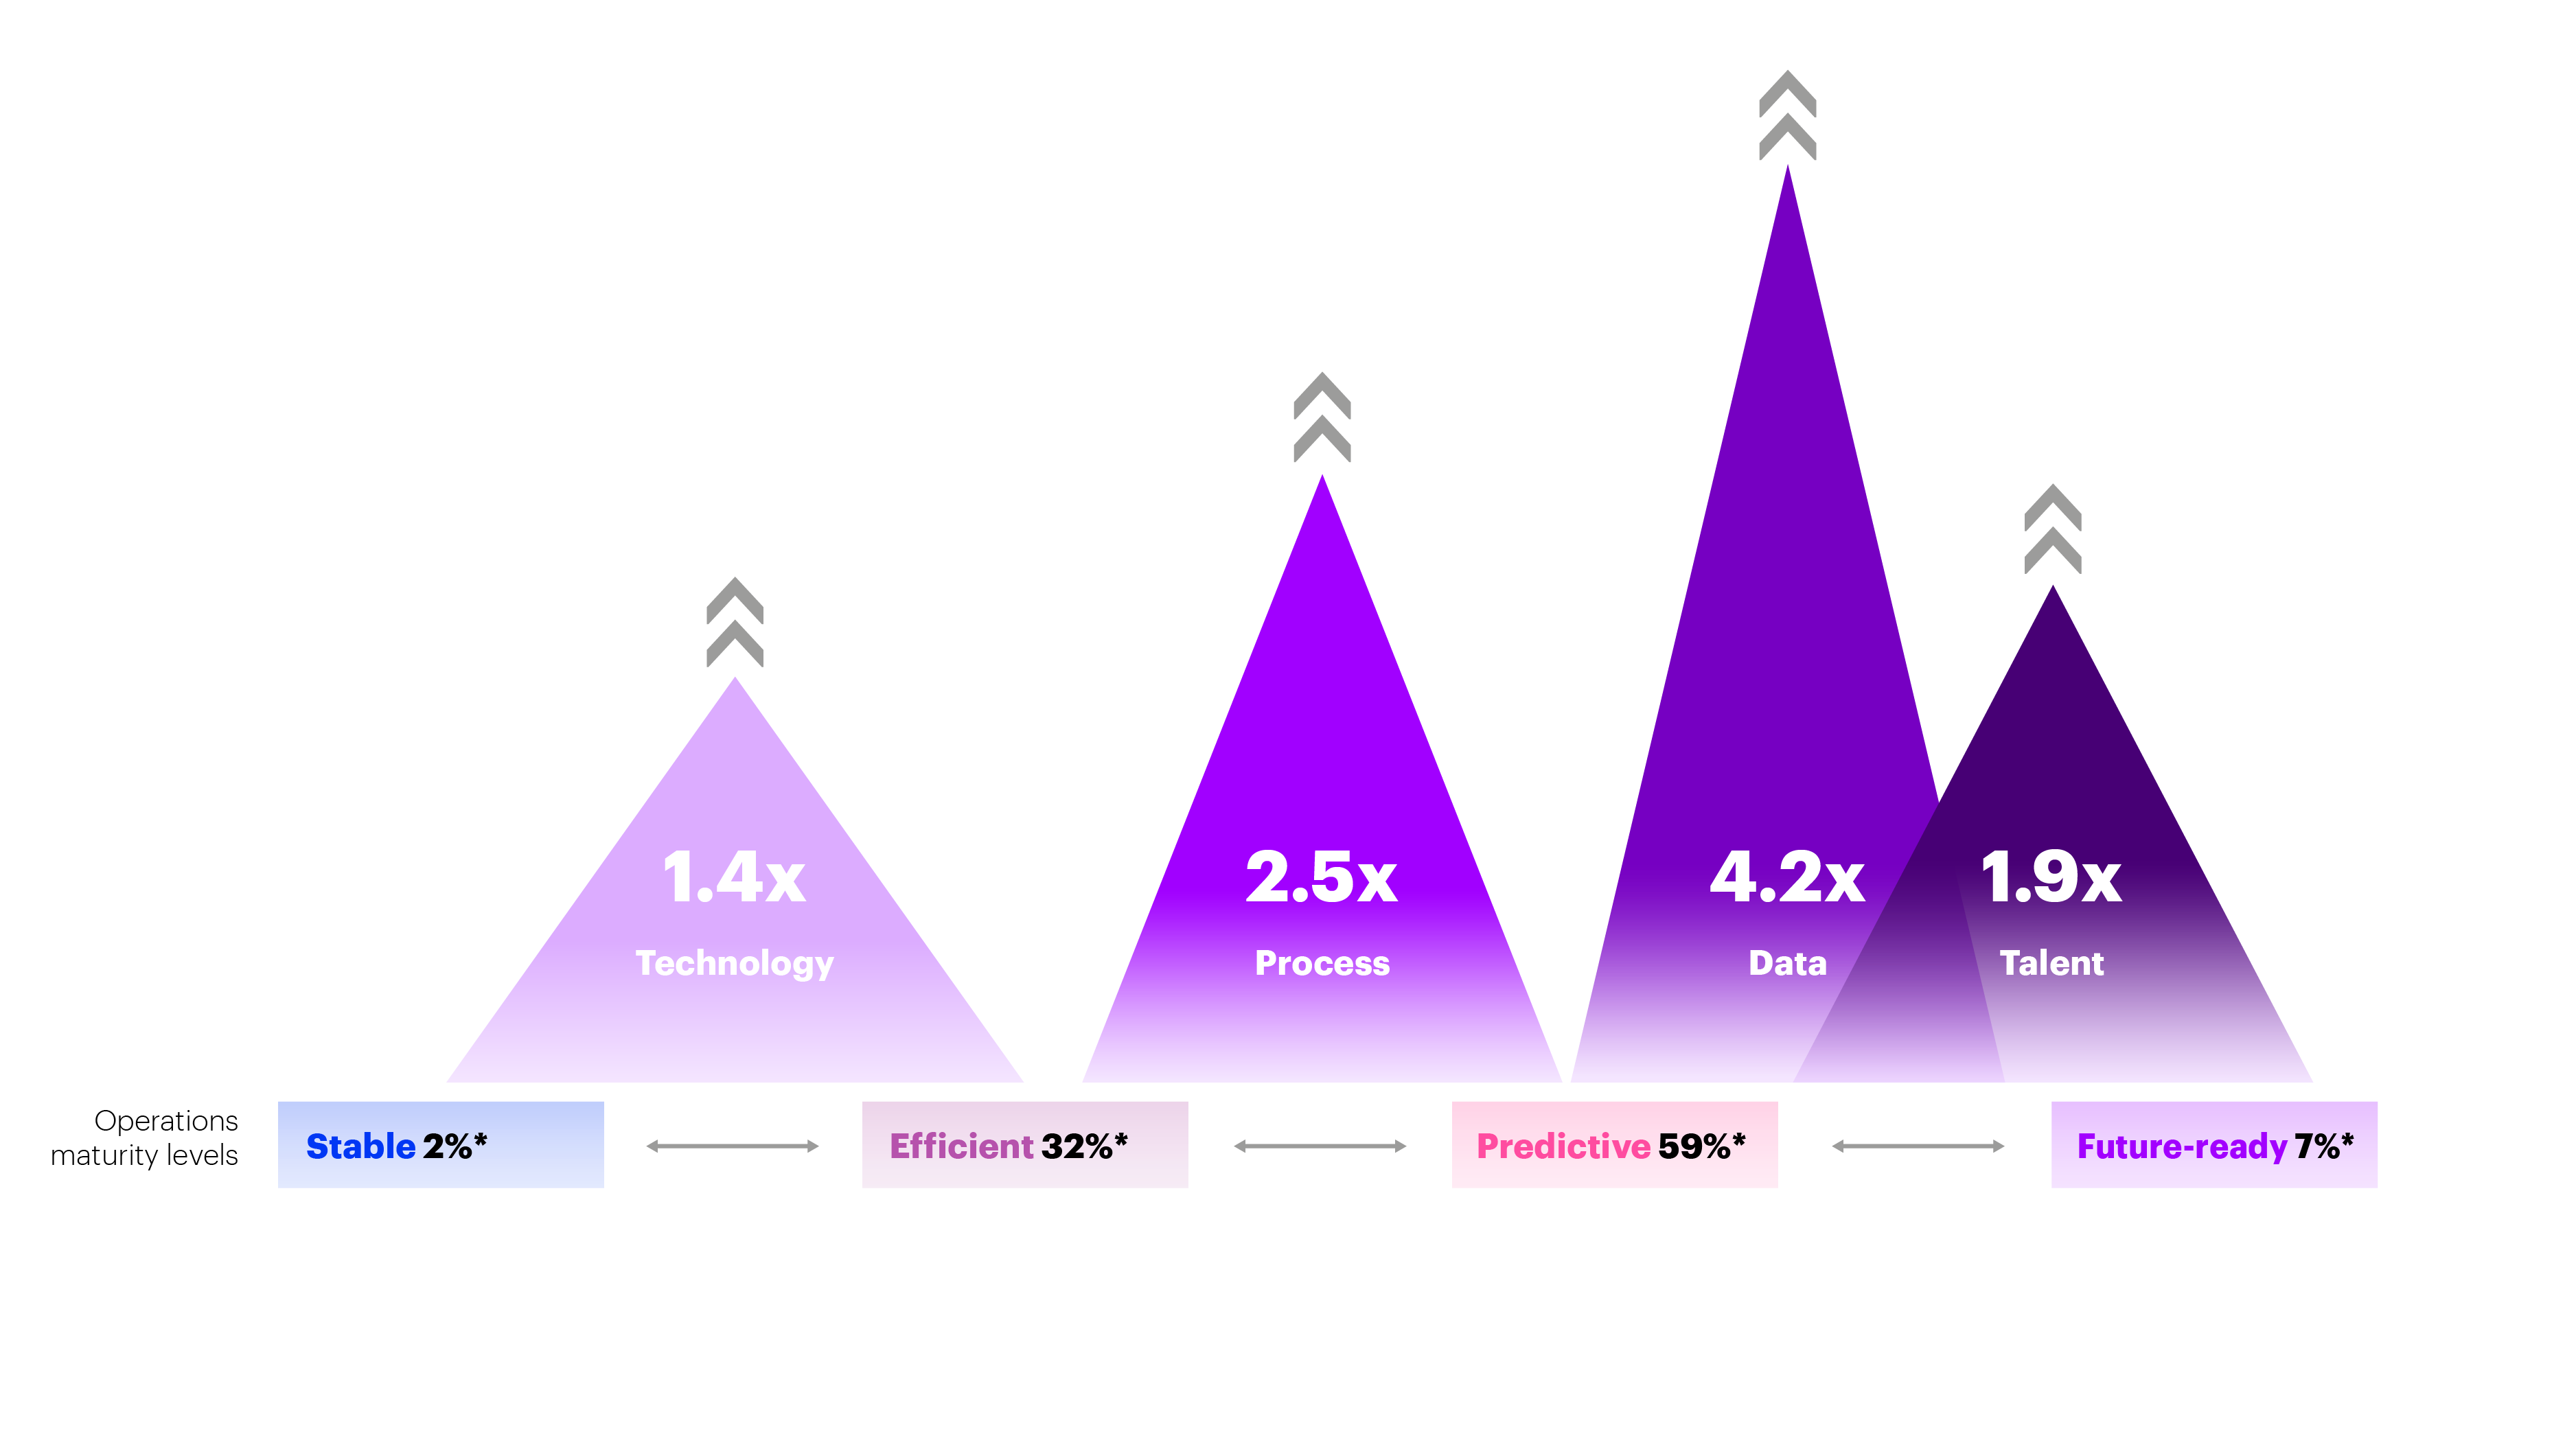 1.4x
Technology
2.5x
Process
4.2x
Data
1.9x
Talent
Operations
maturity levels
Stable 2%*
Efficient 32%*
Predictive 59%*
Future-ready 7%*